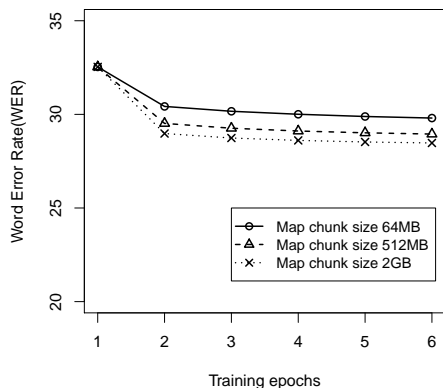 Word Error Rate(WER)
35
30
25
20
Map chunk size 64MB
Map chunk size 512MB
Map chunk size 2GB
1 2 3 4 5 6
Training epochs